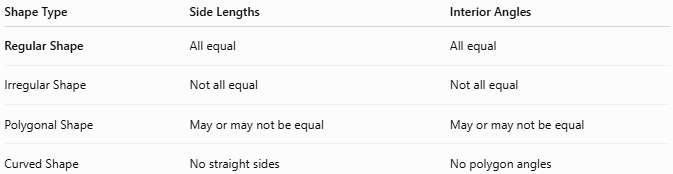 Shape Type Side Lengths Interior Angles
Regular Shape All equal All equal
Irregular Shape Not all equal Not all equal
Polygonal Shape May or may not be equal May or may not be equal
Curved Shape No straight sides No polygon angles